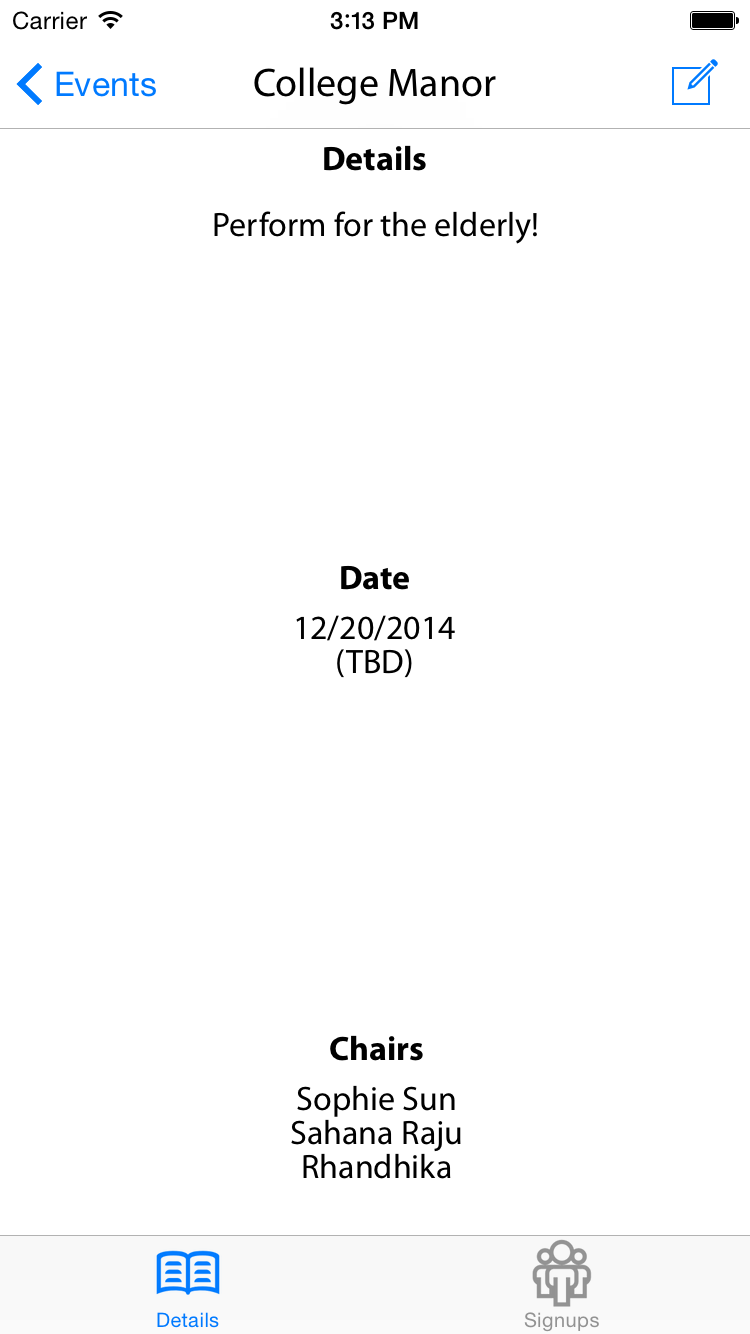 Carrier 3:13 PM
Events College Manor
Details
Perform for the elderly!
Date
12/20/2014
(TBD)
Chairs
Sophie Sun
Sahana Raju
Rhandhika
Details Signups